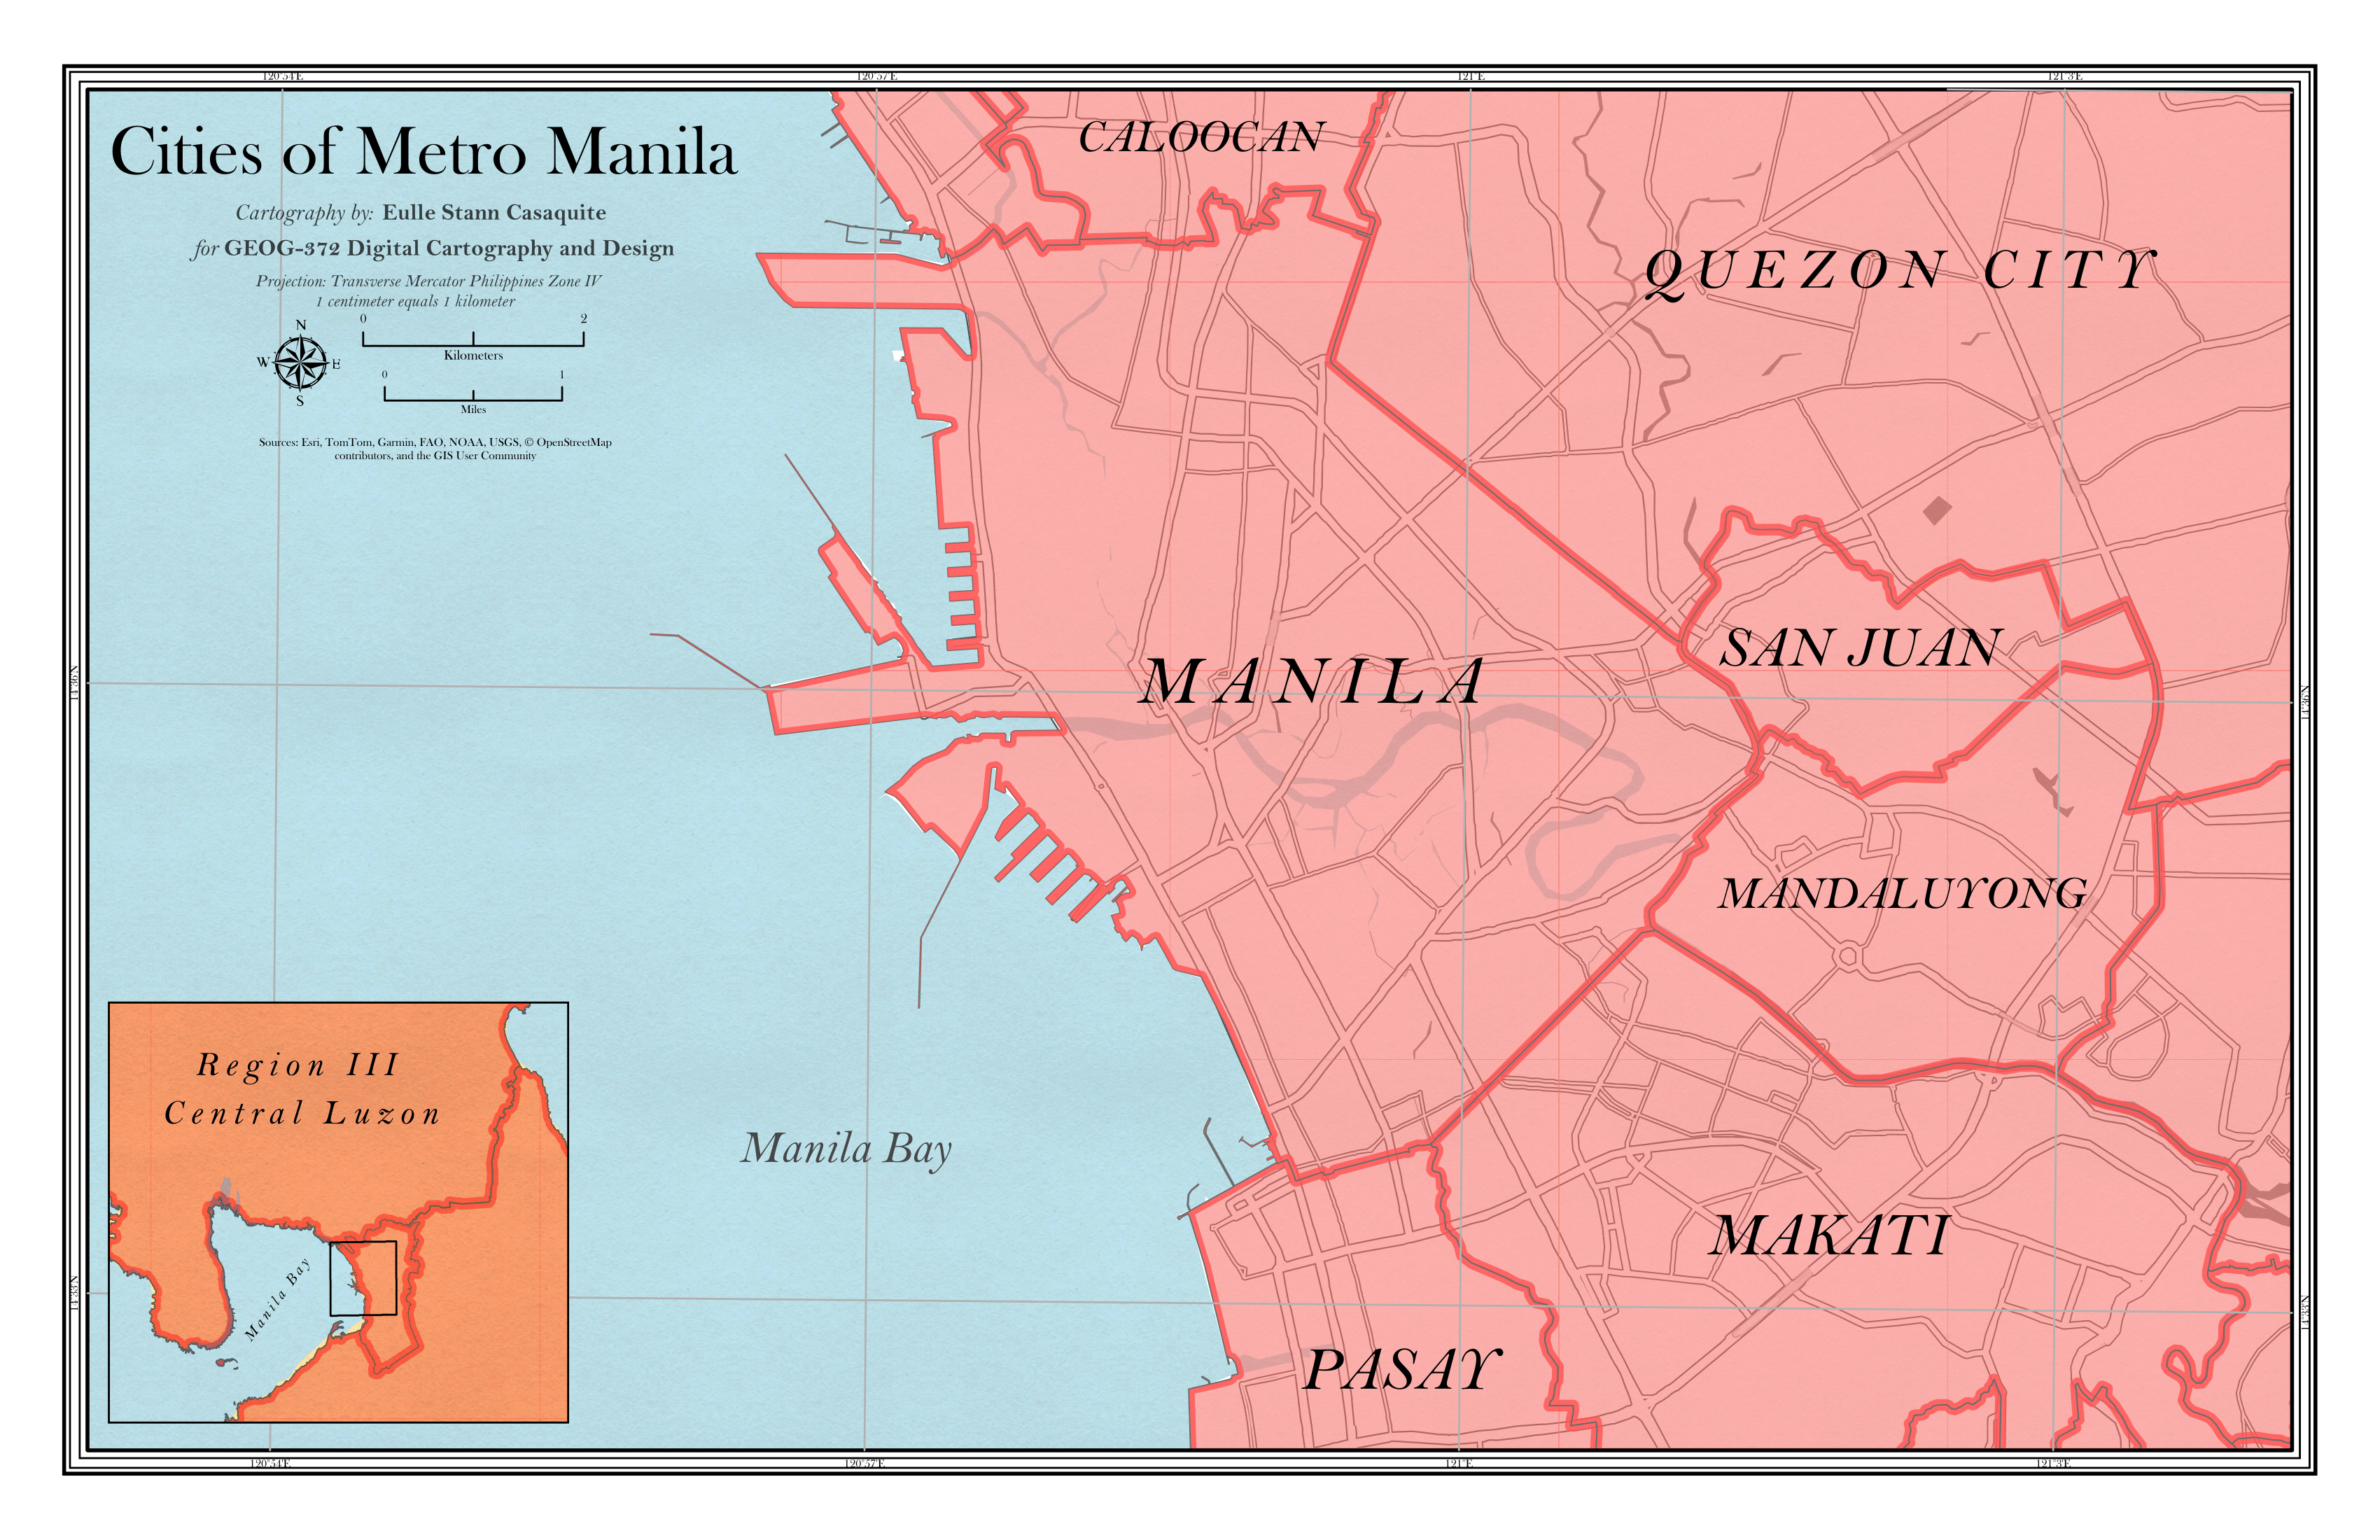 120°54'E
120°57'E
121°E
121°3'E
Cities of Metro Manila
Cartography by: Eulle Stann Casaquite
for GEOG-372 Digital Cartography and Design
Projection: Transverse Mercator Philippines Zone IV
1 centimeter equals 1 kilometer
N
W
E
S
0
2
Kilometers
0
1
Miles
Sources: Esri, TomTom, Garmin, FAO, NOAA, USGS, © OpenStreetMap
contributors, and the GIS User Community
CALOOCAN
QUEZON CITY
SAN JUAN
MANILA
14°36'N
14°36'N
MANDALUYONG
Manila Bay
MAKATI
PASAY
Region III
Central Luzon
Manila Bay
14°33'N
14°33'N
120°54'E
120°57'E
121°E
121°3'E